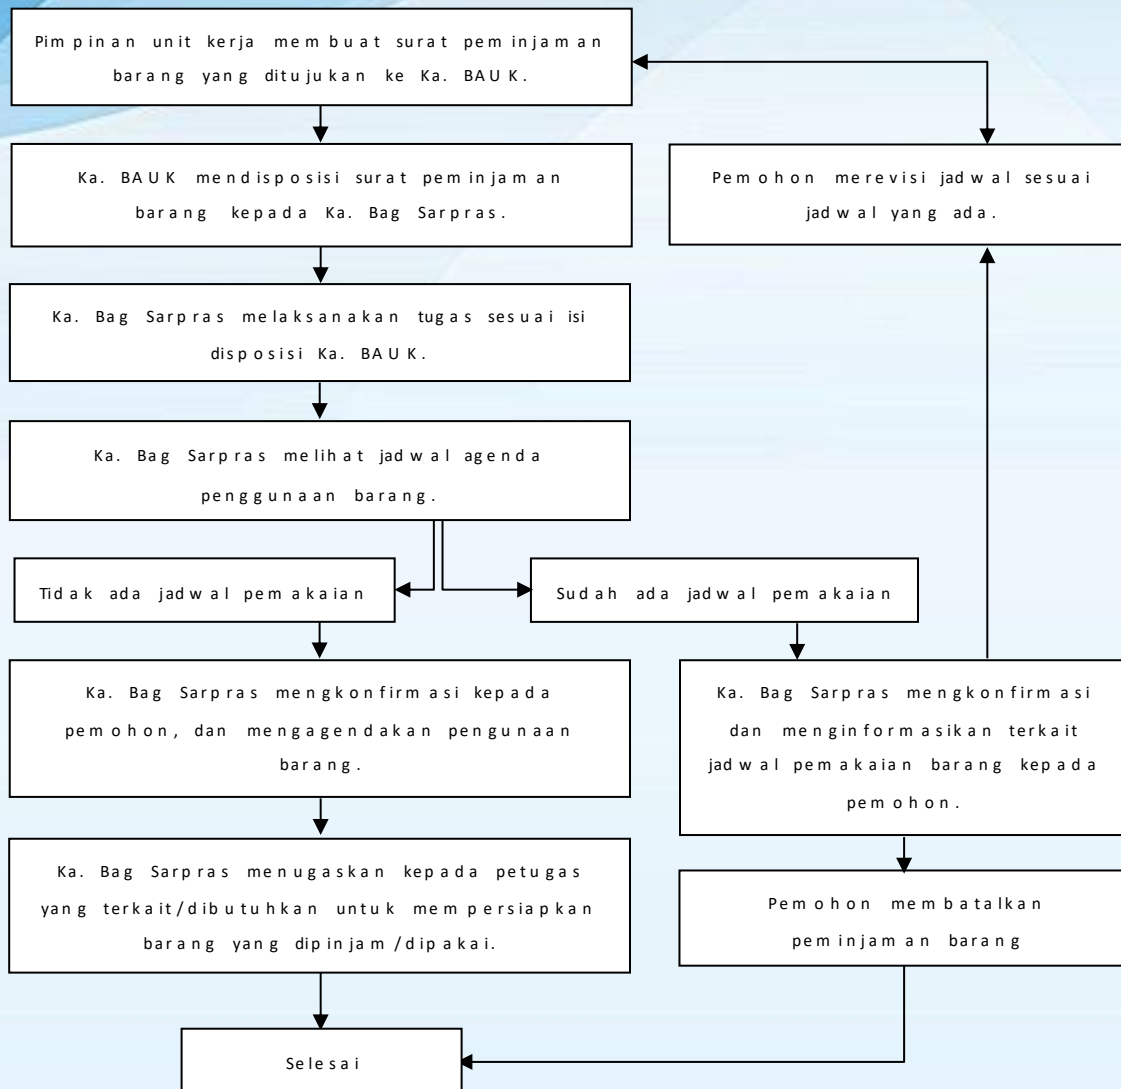 Pimpinan unit kerja membuat surat peminjaman
barang yang ditujukan ke Ka. BAUK.
Ka. BAUK mendisposisi surat peminjaman
barang kepada Ka. Bag Sarpras.
Pemohon merevisi jadwal sesuai
jadwal yang ada.
Ka. Bag Sarpras melaksanakan tugas sesuai isi
disposisi Ka. BAUK.
Ka. Bag Sarpras melihat jadwal agenda
penggunaan barang.
Tidak ada jadwal pemakaian
Sudah ada jadwal pemakaian
Ka. Bag Sarpras mengkonfirmasi kepada
pemohon, dan mengagendakan pengunaan
barang.
Ka. Bag Sarpras mengkonfirmasi
dan menginformasikan terkait
jadwal pemakaian barang kepada
pemohon.
Ka. Bag Sarpras menugaskan kepada petugas
yang terkait/dibutuhkan untuk mempersiapkan
barang yang dipinjam/dipakai.
Pemohon membatalkan
peminjaman barang
Selesai